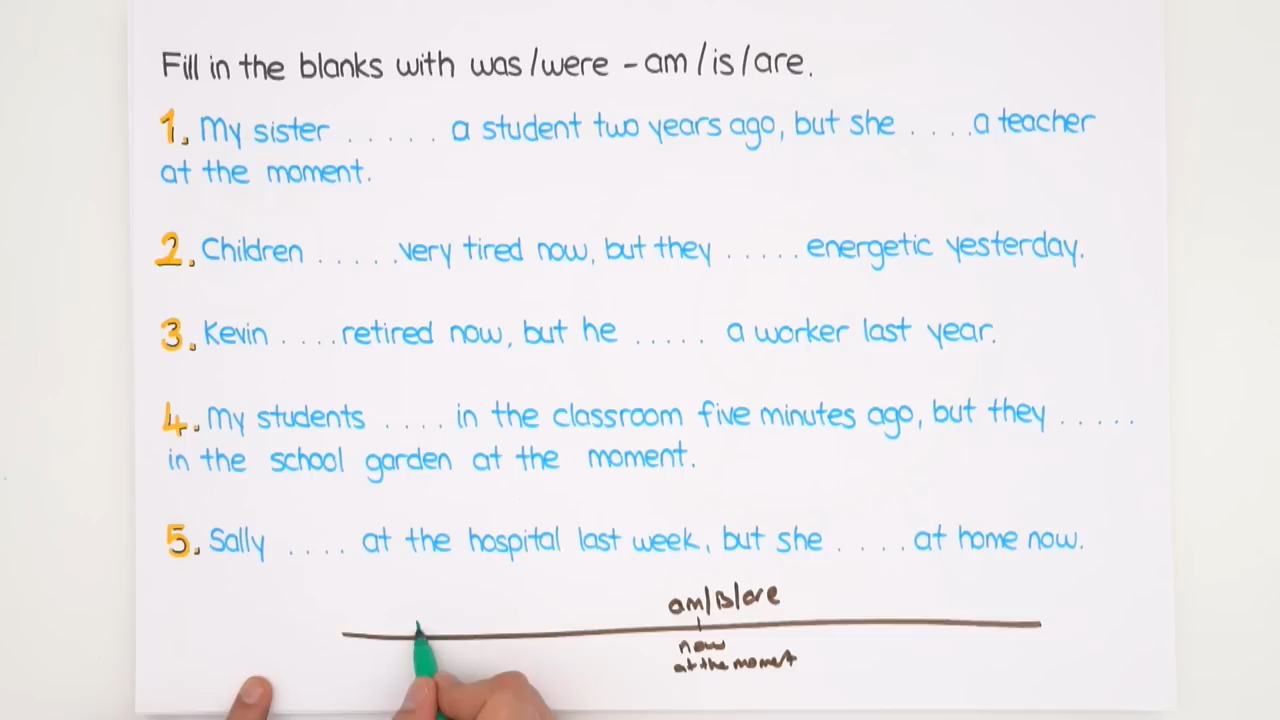 Fill in the blanks with was/were - am/is/are.
1. My sister ..... a student two years ago, but she .... a teacher
at the moment.
2. Children ..... very tired now, but they ..... energetic yesterday.
3. Kevin .... retired now, but he ..... a worker last year.
4. My students .... in the classroom five minutes ago, but they .....
in the school garden at the moment.
5. Sally .... at the hospital last week, but she .... at home now.
am/is/are
now
at the moment